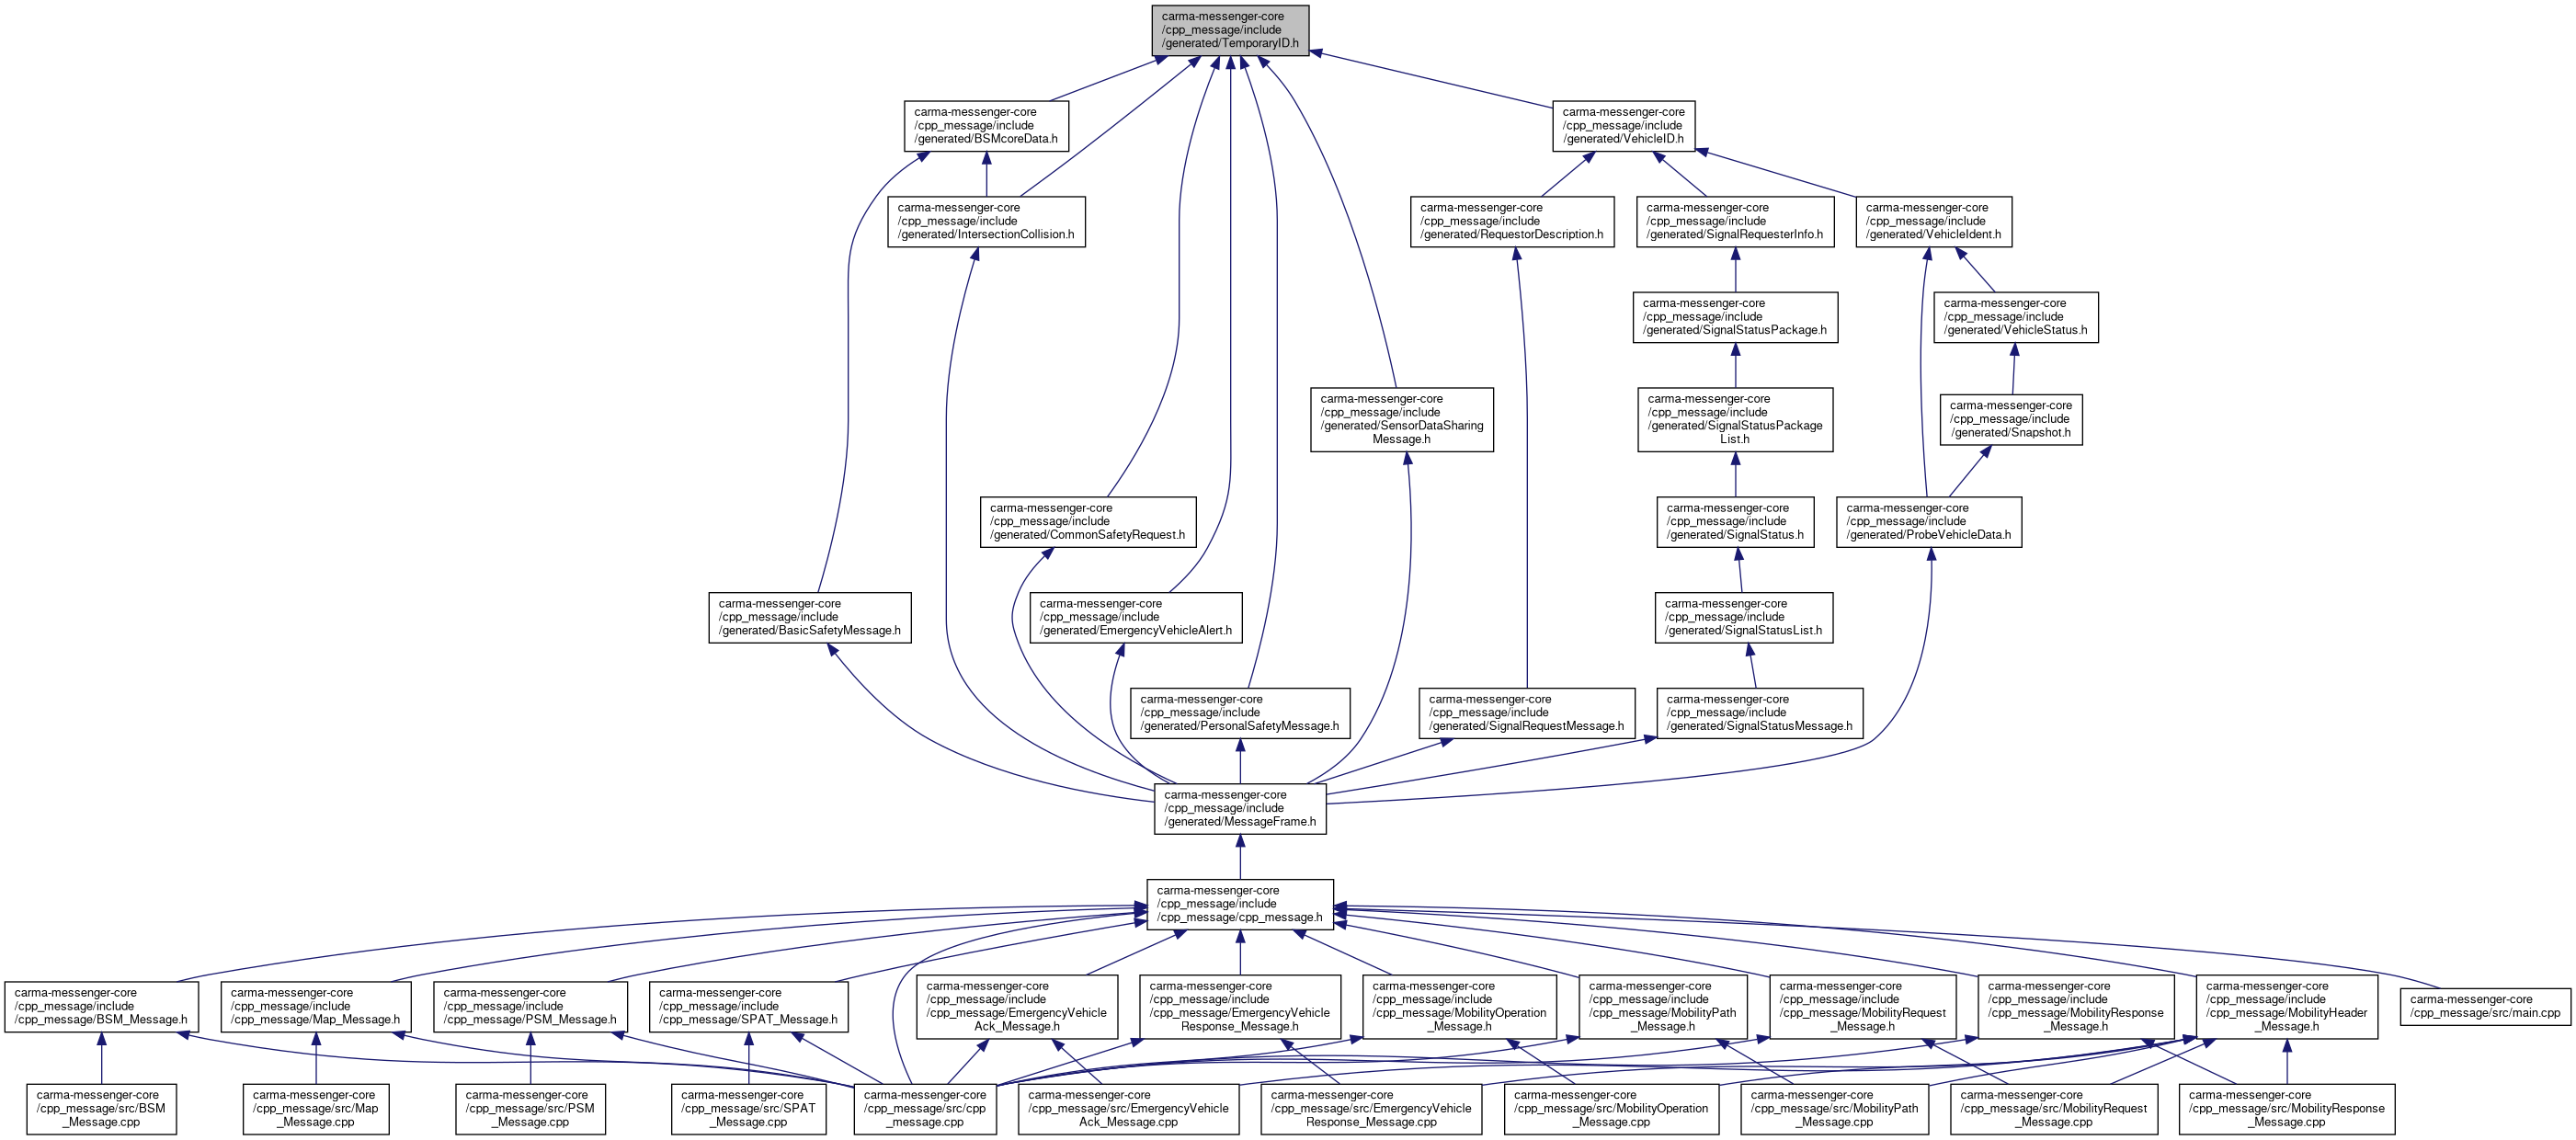 carma-messenger-core
/cpp_message/include
/generated/TemporaryID.h
carma-messenger-core
/cpp_message/include
/generated/BSMcoreData.h
carma-messenger-core
/cpp_message/include
/generated/VehicleID.h
carma-messenger-core
/cpp_message/include
/generated/IntersectionCollision.h
carma-messenger-core
/cpp_message/include
/generated/RequestorDescription.h
carma-messenger-core
/cpp_message/include
/generated/SignalRequesterInfo.h
carma-messenger-core
/cpp_message/include
/generated/VehicleIdent.h
carma-messenger-core
/cpp_message/include
/generated/SignalStatusPackage.h
carma-messenger-core
/cpp_message/include
/generated/VehicleStatus.h
carma-messenger-core
/cpp_message/include
/generated/SensorDataSharing
Message.h
carma-messenger-core
/cpp_message/include
/generated/SignalStatusPackage
List.h
carma-messenger-core
/cpp_message/include
/generated/Snapshot.h
carma-messenger-core
/cpp_message/include
/generated/CommonSafetyRequest.h
carma-messenger-core
/cpp_message/include
/generated/SignalStatus.h
carma-messenger-core
/cpp_message/include
/generated/ProbeVehicleData.h
carma-messenger-core
/cpp_message/include
/generated/BasicSafetyMessage.h
carma-messenger-core
/cpp_message/include
/generated/EmergencyVehicleAlert.h
carma-messenger-core
/cpp_message/include
/generated/SignalStatusList.h
carma-messenger-core
/cpp_message/include
/generated/PersonalSafetyMessage.h
carma-messenger-core
/cpp_message/include
/generated/SignalRequestMessage.h
carma-messenger-core
/cpp_message/include
/generated/SignalStatusMessage.h
carma-messenger-core
/cpp_message/include
/generated/MessageFrame.h
carma-messenger-core
/cpp_message/include
/cpp_message/cpp_message.h
carma-messenger-core
/cpp_message/include
/cpp_message/BSM_Message.h
carma-messenger-core
/cpp_message/include
/cpp_message/Map_Message.h
carma-messenger-core
/cpp_message/include
/cpp_message/PSM_Message.h
carma-messenger-core
/cpp_message/include
/cpp_message/SPAT_Message.h
carma-messenger-core
/cpp_message/include
/cpp_message/EmergencyVehicle
Ack_Message.h
carma-messenger-core
/cpp_message/include
/cpp_message/EmergencyVehicle
Response_Message.h
carma-messenger-core
/cpp_message/include
/cpp_message/MobilityOperation
_Message.h
carma-messenger-core
/cpp_message/include
/cpp_message/MobilityPath
_Message.h
carma-messenger-core
/cpp_message/include
/cpp_message/MobilityRequest
_Message.h
carma-messenger-core
/cpp_message/include
/cpp_message/MobilityResponse
_Message.h
carma-messenger-core
/cpp_message/include
/cpp_message/MobilityHeader
_Message.h
carma-messenger-core
/cpp_message/src/main.cpp
carma-messenger-core
/cpp_message/src/BSM
_Message.cpp
carma-messenger-core
/cpp_message/src/Map
_Message.cpp
carma-messenger-core
/cpp_message/src/PSM
_Message.cpp
carma-messenger-core
/cpp_message/src/SPAT
_Message.cpp
carma-messenger-core
/cpp_message/src/cpp
_message.cpp
carma-messenger-core
/cpp_message/src/EmergencyVehicle
Ack_Message.cpp
carma-messenger-core
/cpp_message/src/EmergencyVehicle
Response_Message.cpp
carma-messenger-core
/cpp_message/src/MobilityOperation
_Message.cpp
carma-messenger-core
/cpp_message/src/MobilityPath
_Message.cpp
carma-messenger-core
/cpp_message/src/MobilityRequest
_Message.cpp
carma-messenger-core
/cpp_message/src/MobilityResponse
_Message.cpp